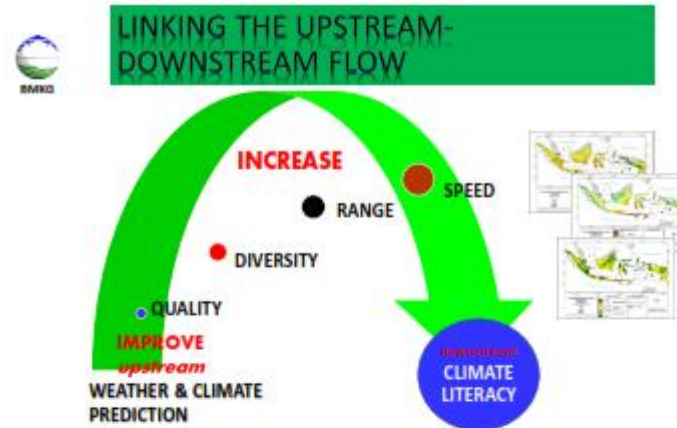 LINKING THE UPSTREAM-
DOWNSTREAM FLOW
BMKG
INCREASE
SPEED
RANGE
DIVERSITY
QUALITY
IMPROVE
upstream
WEATHER & CLIMATE
PREDICTION
CLIMATE
LITERACY